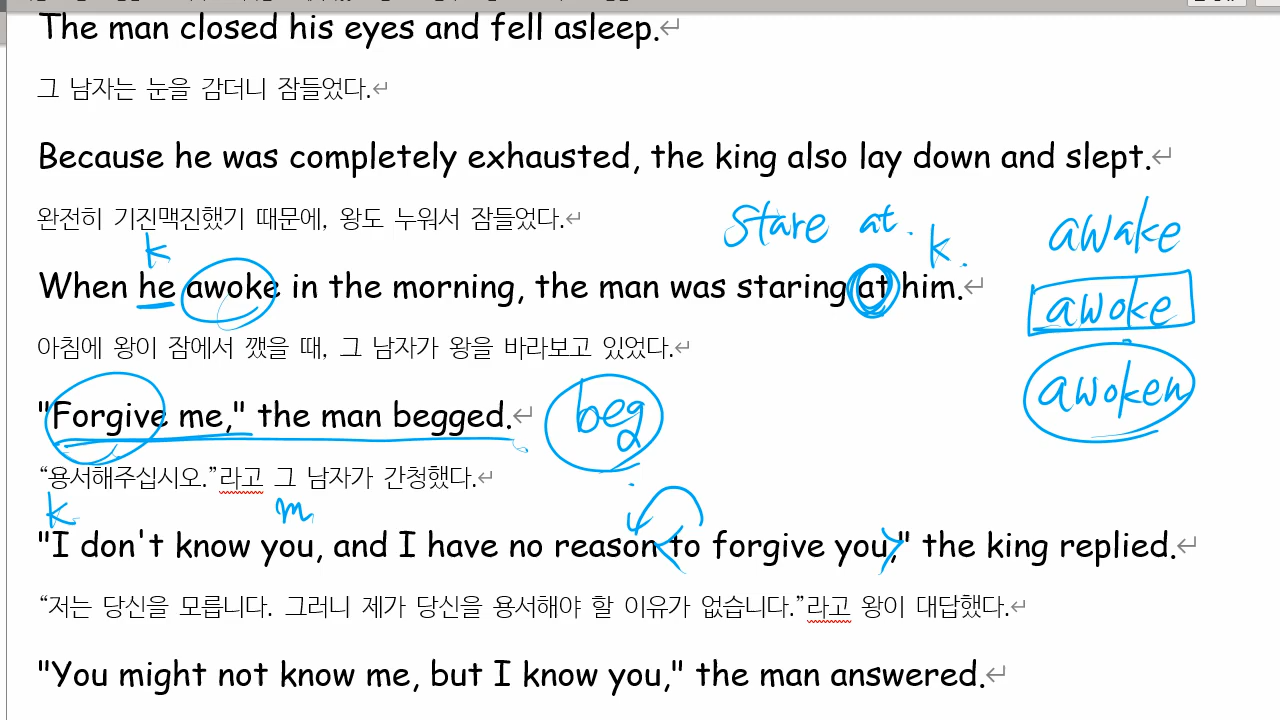 The man closed his eyes and fell asleep.↵
그 남자는 눈을 감더니 잠들었다.↵
Because he was completely exhausted, the king also lay down and slept.↵
완전히 기진맥진했기 때문에, 왕도 누워서 잠들었다.↵
stare at. awake
k k.
When he awoke in the morning, the man was staring at him.↵ awoke
아침에 왕이 잠에서 깼을 때, 그 남자가 왕을 바라보고 있었다.↵
"Forgive me," the man begged.↵ beg awoken
“용서해주십시오.”라고 그 남자가 간청했다.↵
k m
"I don't know you, and I have no reason to forgive you," the king replied.↵
“저는 당신을 모릅니다. 그러니 제가 당신을 용서해야 할 이유가 없습니다.”라고 왕이 대답했다.↵
"You might not know me, but I know you," the man answered.↵